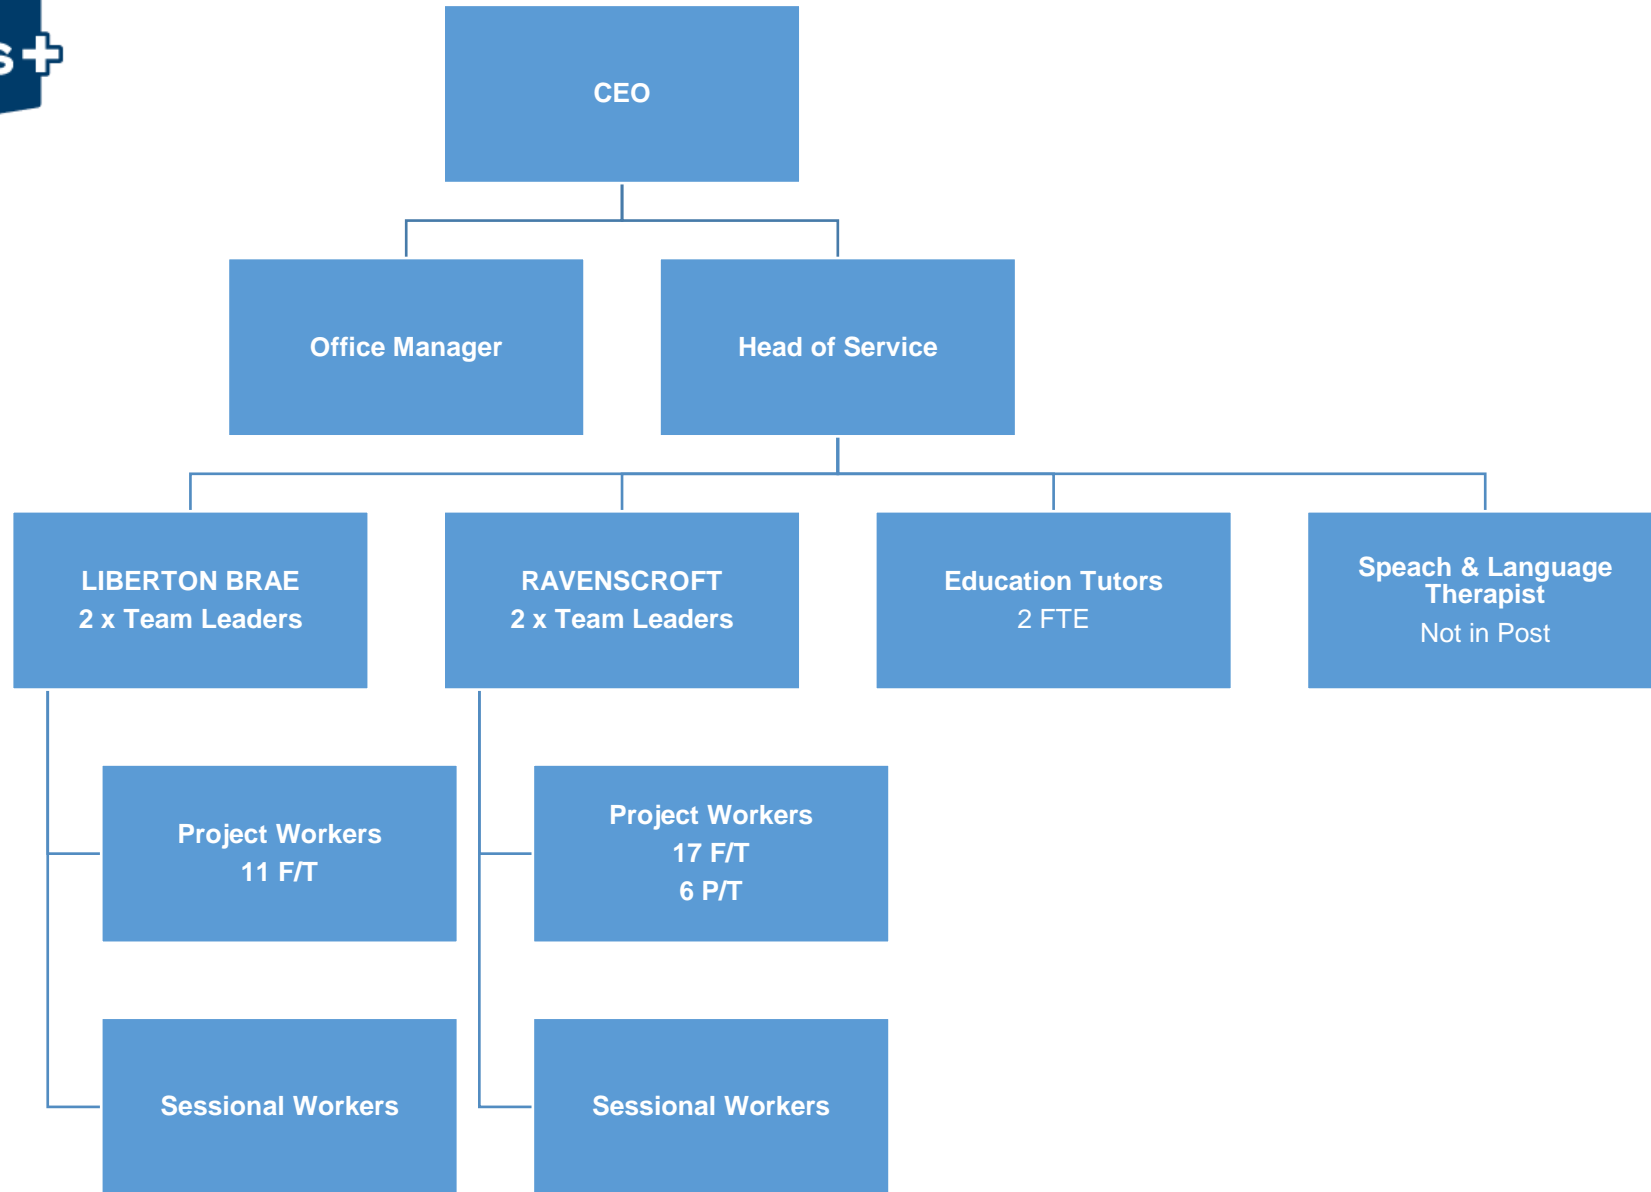 s+
CEO
Office Manager
Head of Service
LIBERTON BRAE
2 x Team Leaders
RAVENSCROFT
2 x Team Leaders
Education Tutors
2 FTE
Speach & Language
Therapist
Not in Post
Project Workers
11 F/T
Project Workers
17 F/T
6 P/T
Sessional Workers
Sessional Workers